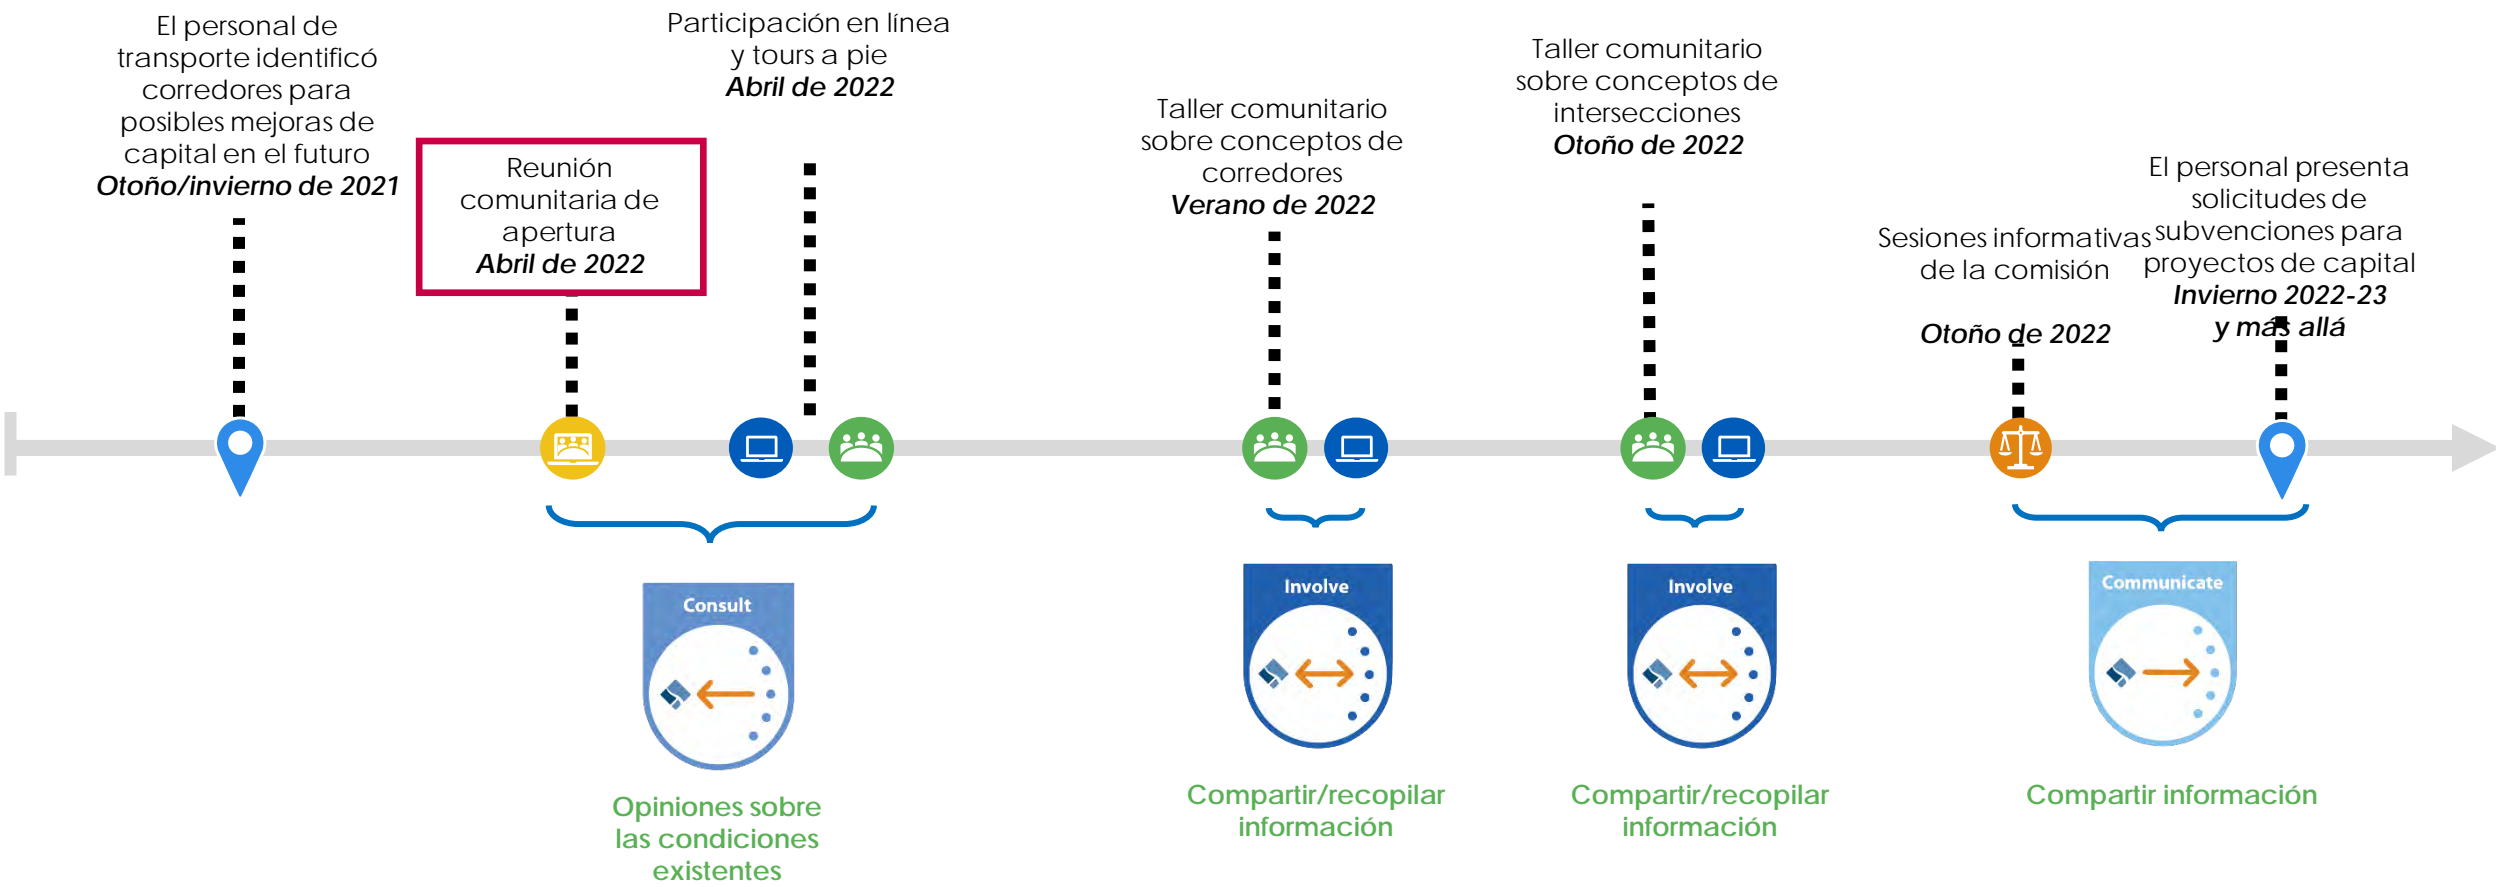 El personal de
transporte identificó
corredores para
posibles mejoras de
capital en el futuro
Otoño/invierno de 2021
Reunión
comunitaria de
apertura
Abril de 2022
Participación en línea
y tours a pie
Abril de 2022
Taller comunitario
sobre conceptos de
corredores
Verano de 2022
Taller comunitario
sobre conceptos de
intersecciones
Otoño de 2022
Sesiones informativas
de la comisión
Otoño de 2022
El personal presenta
solicitudes de
subvenciones para
proyectos de capital
Invierno 2022-23
y más allá
Consult
Opiniones sobre
las condiciones
existentes
Involve
Compartir/recopilar
información
Involve
Compartir/recopilar
información
Communicate
Compartir información